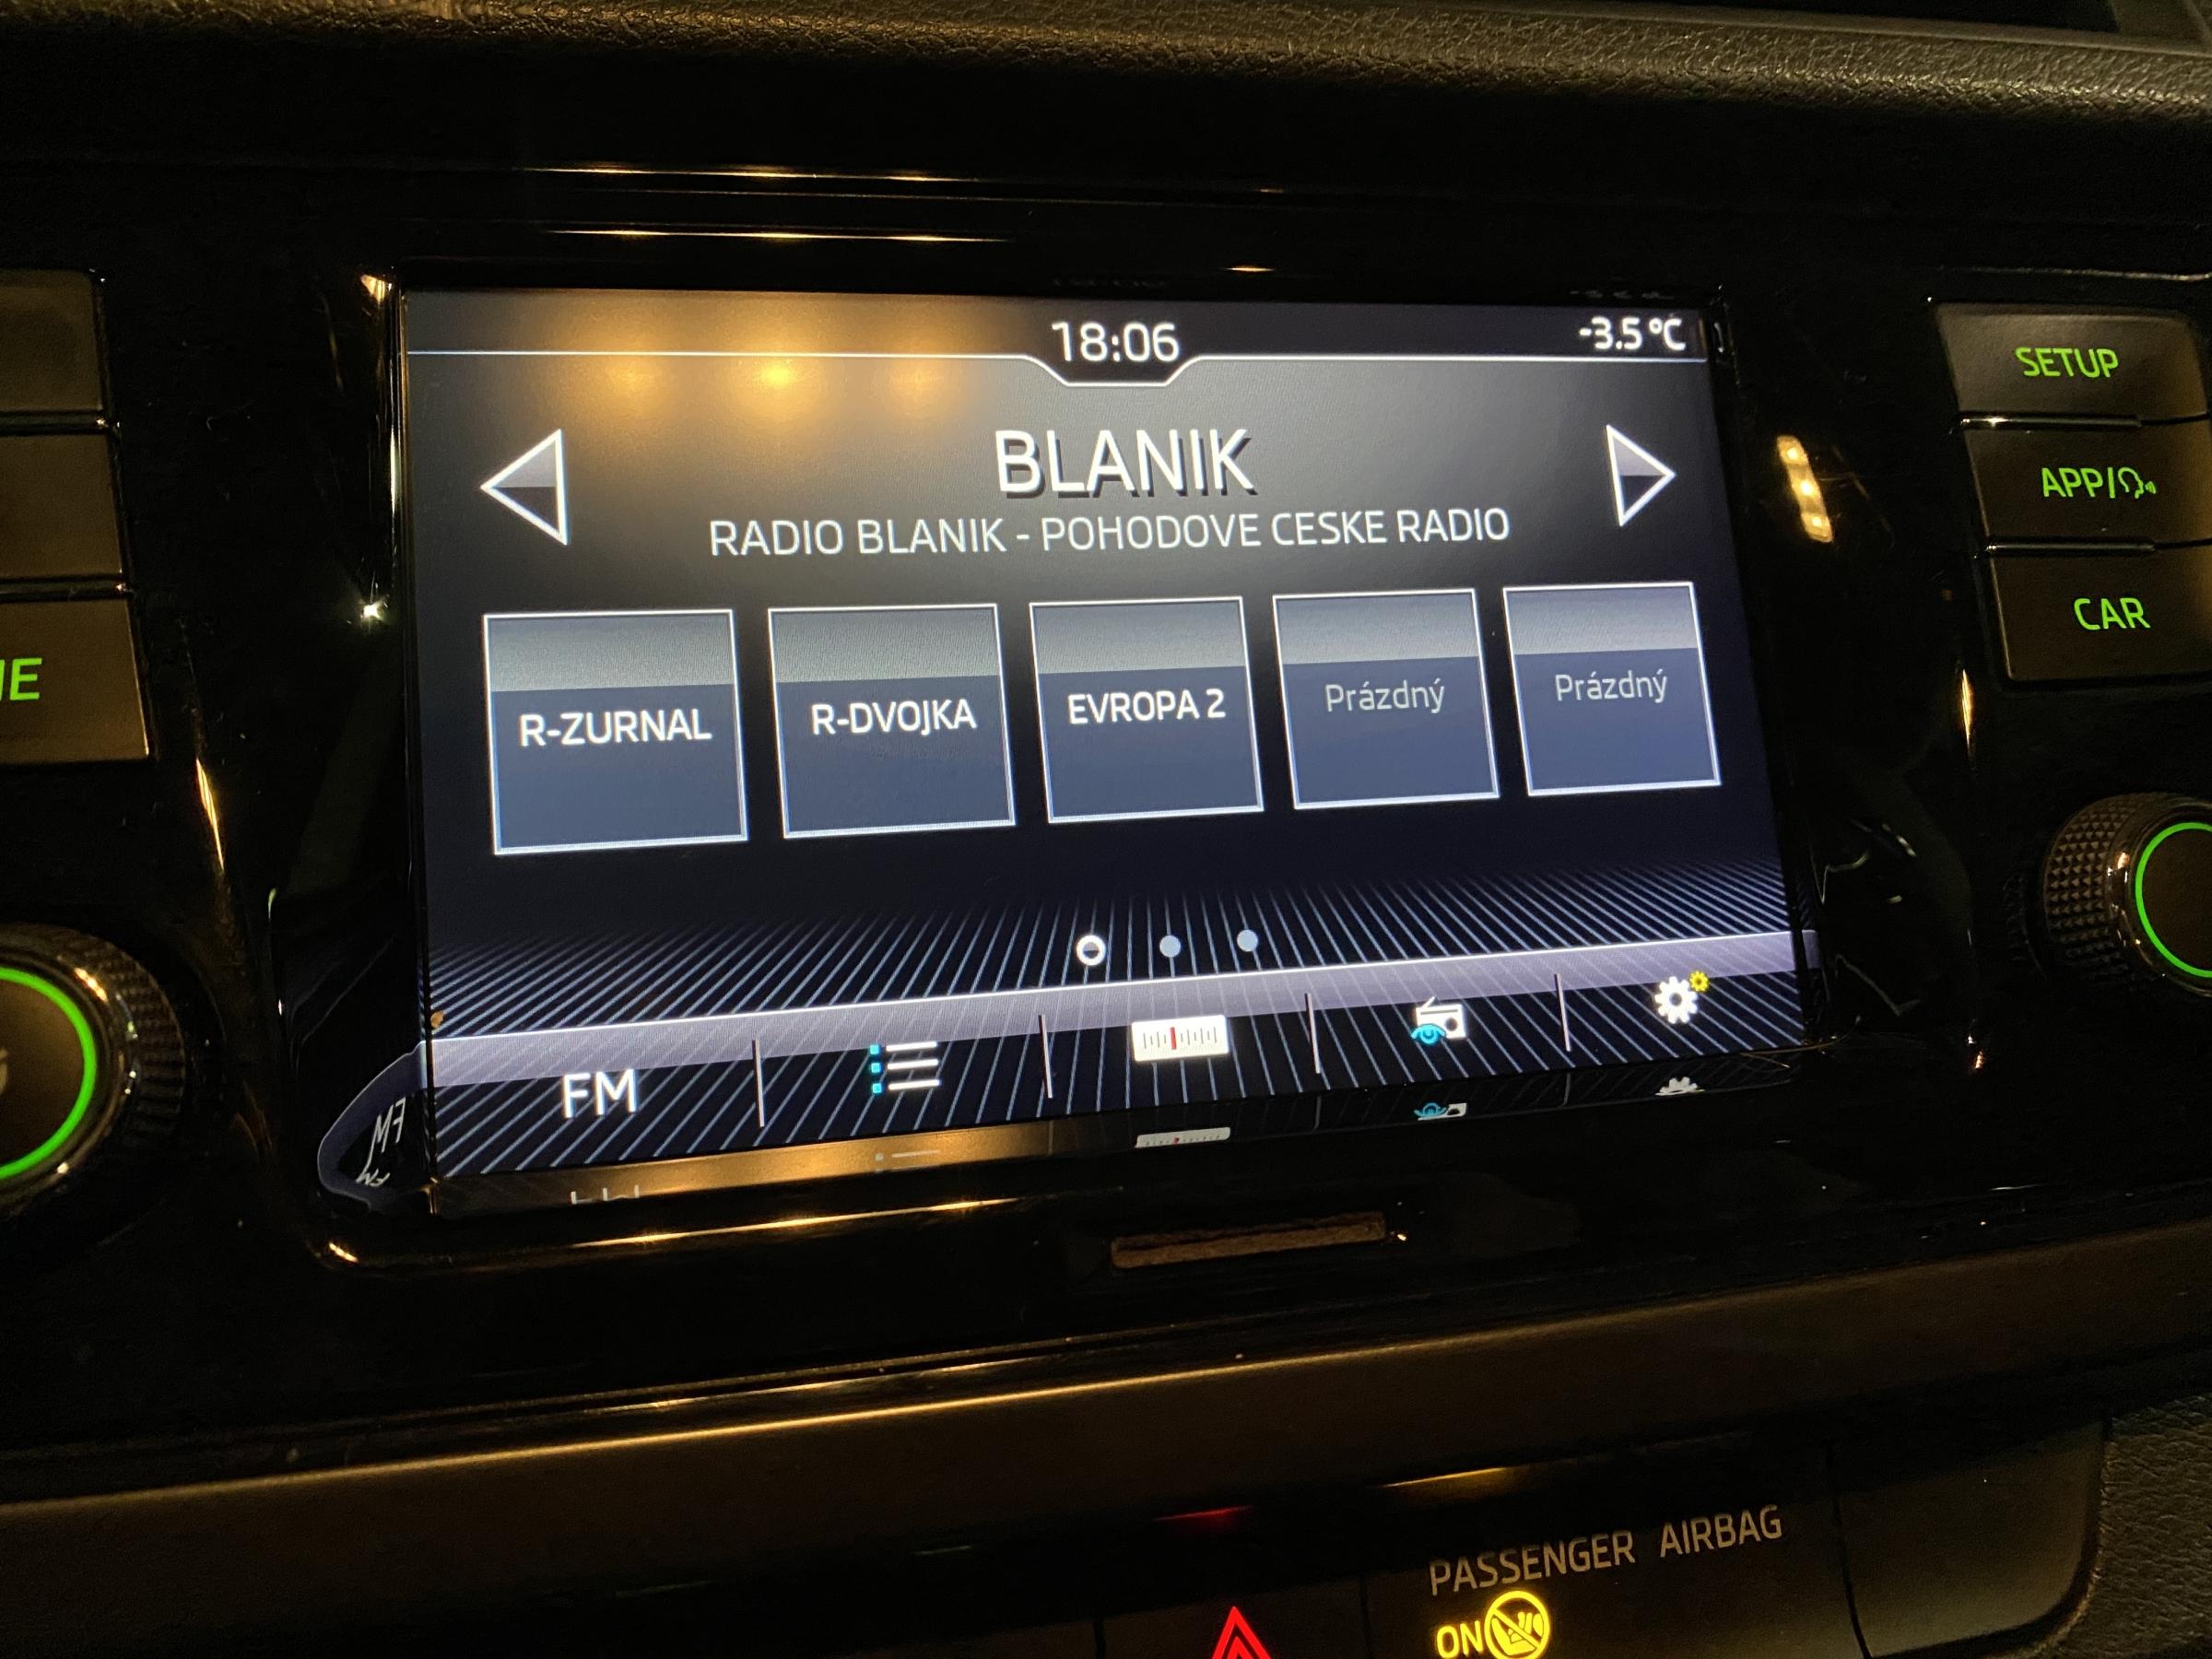 18:06
-3.5 °C
BLANIK
RADIO BLANIK - POHODOVE CESKE RADIO
R-ZURNAL
R-DVOJKA
EVROPA 2
Prázdný
Prázdný
FM
SETUP
APP/
CAR
PASSENGER AIRBAG
ON